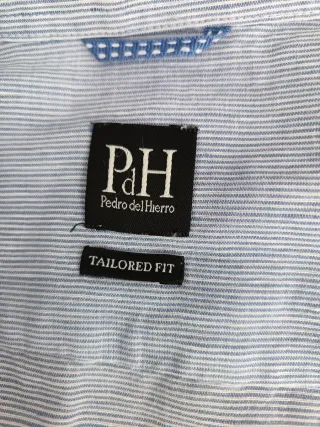 PdH
Pedro del Hierro
TAILORED FIT